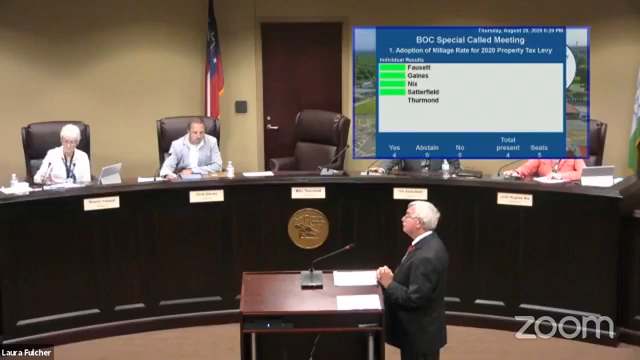 Thursday, August 20, 2020 6:29 PM
BOC Special Called Meeting
1. Adoption of Millage Rate for 2020 Property Tax Levy
Individual Results
Fausett
Gaines
Nix
Satterfield
Thurmond
Yes Abstain No Total present Seats
4 0 0 4 5
zoom
Laura Fulcher